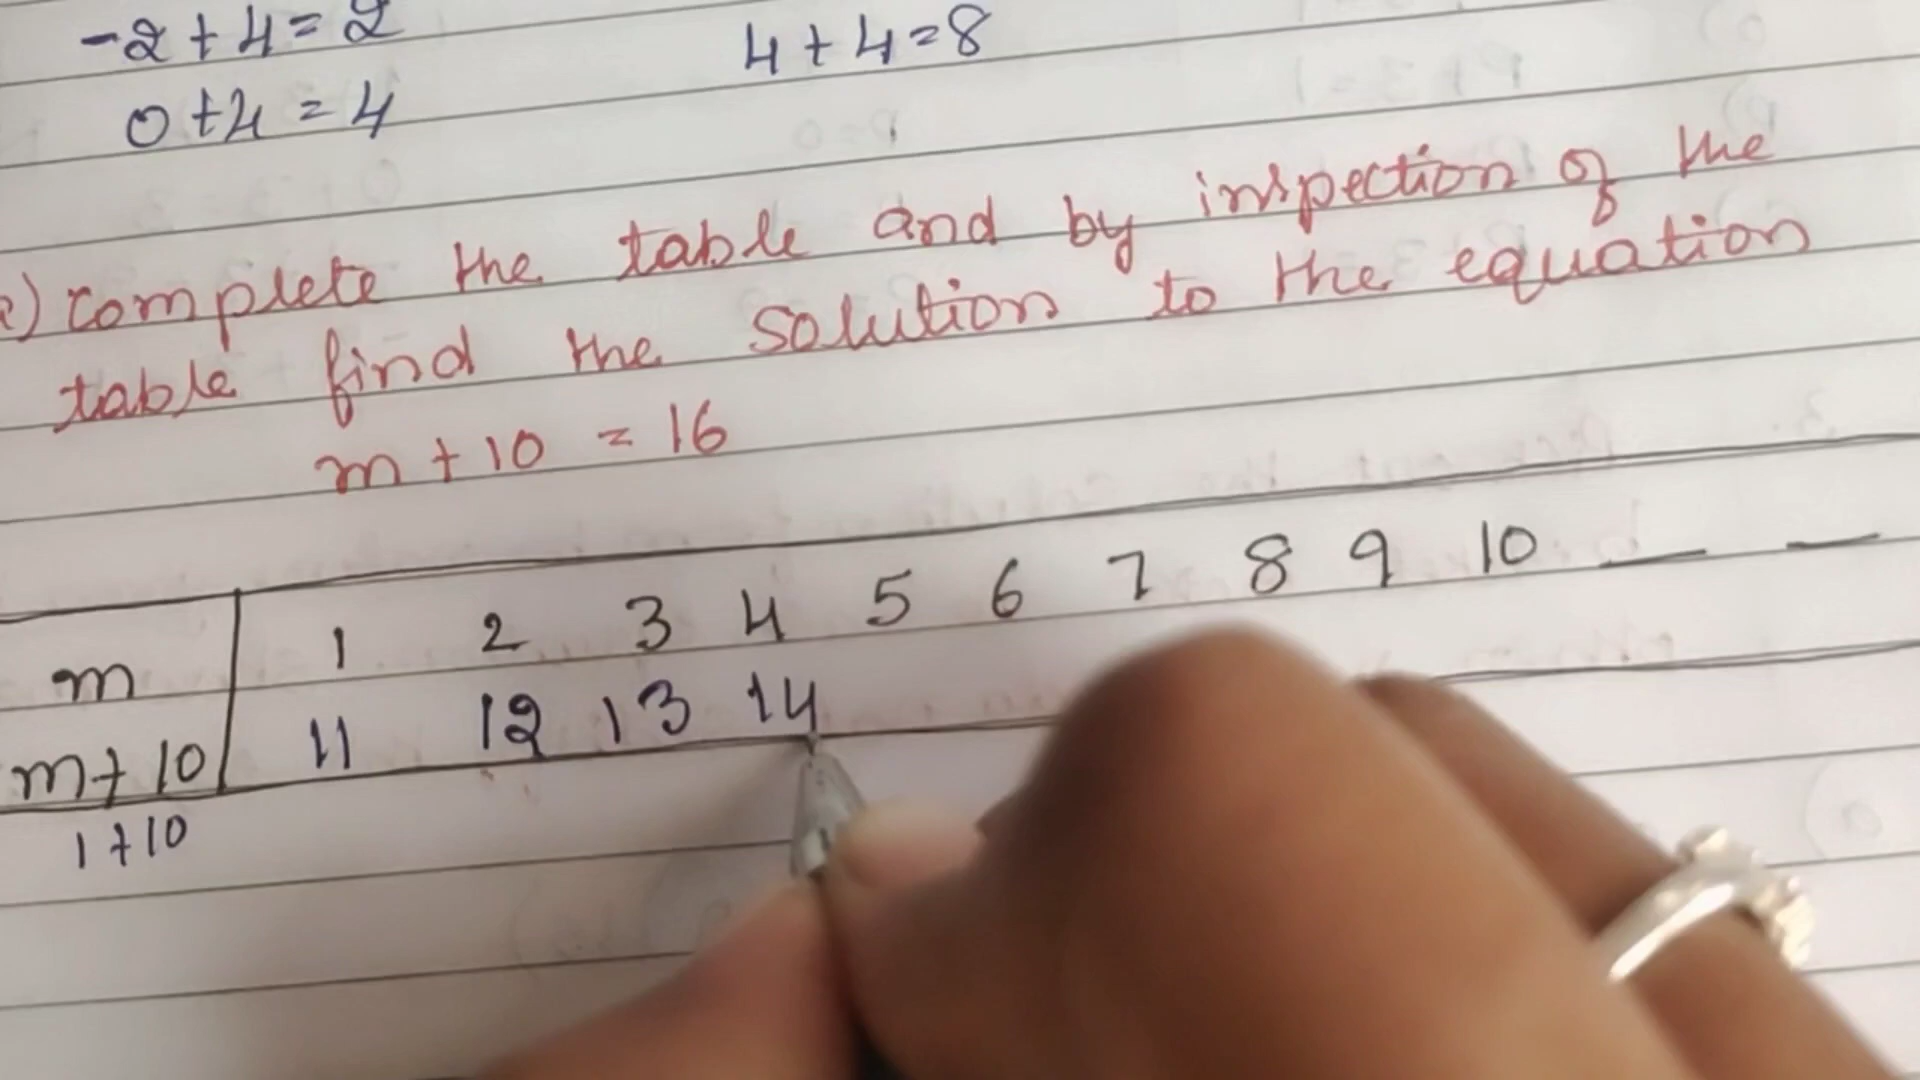 -2+4=2
4+4=8
0+4=4
) Complete the table and by inspection of the
table find the solution to the equation
m+10 = 16
m 1 2 3 4 5 6 7 8 9 10 — —
m+10 11 12 13 14
1+10